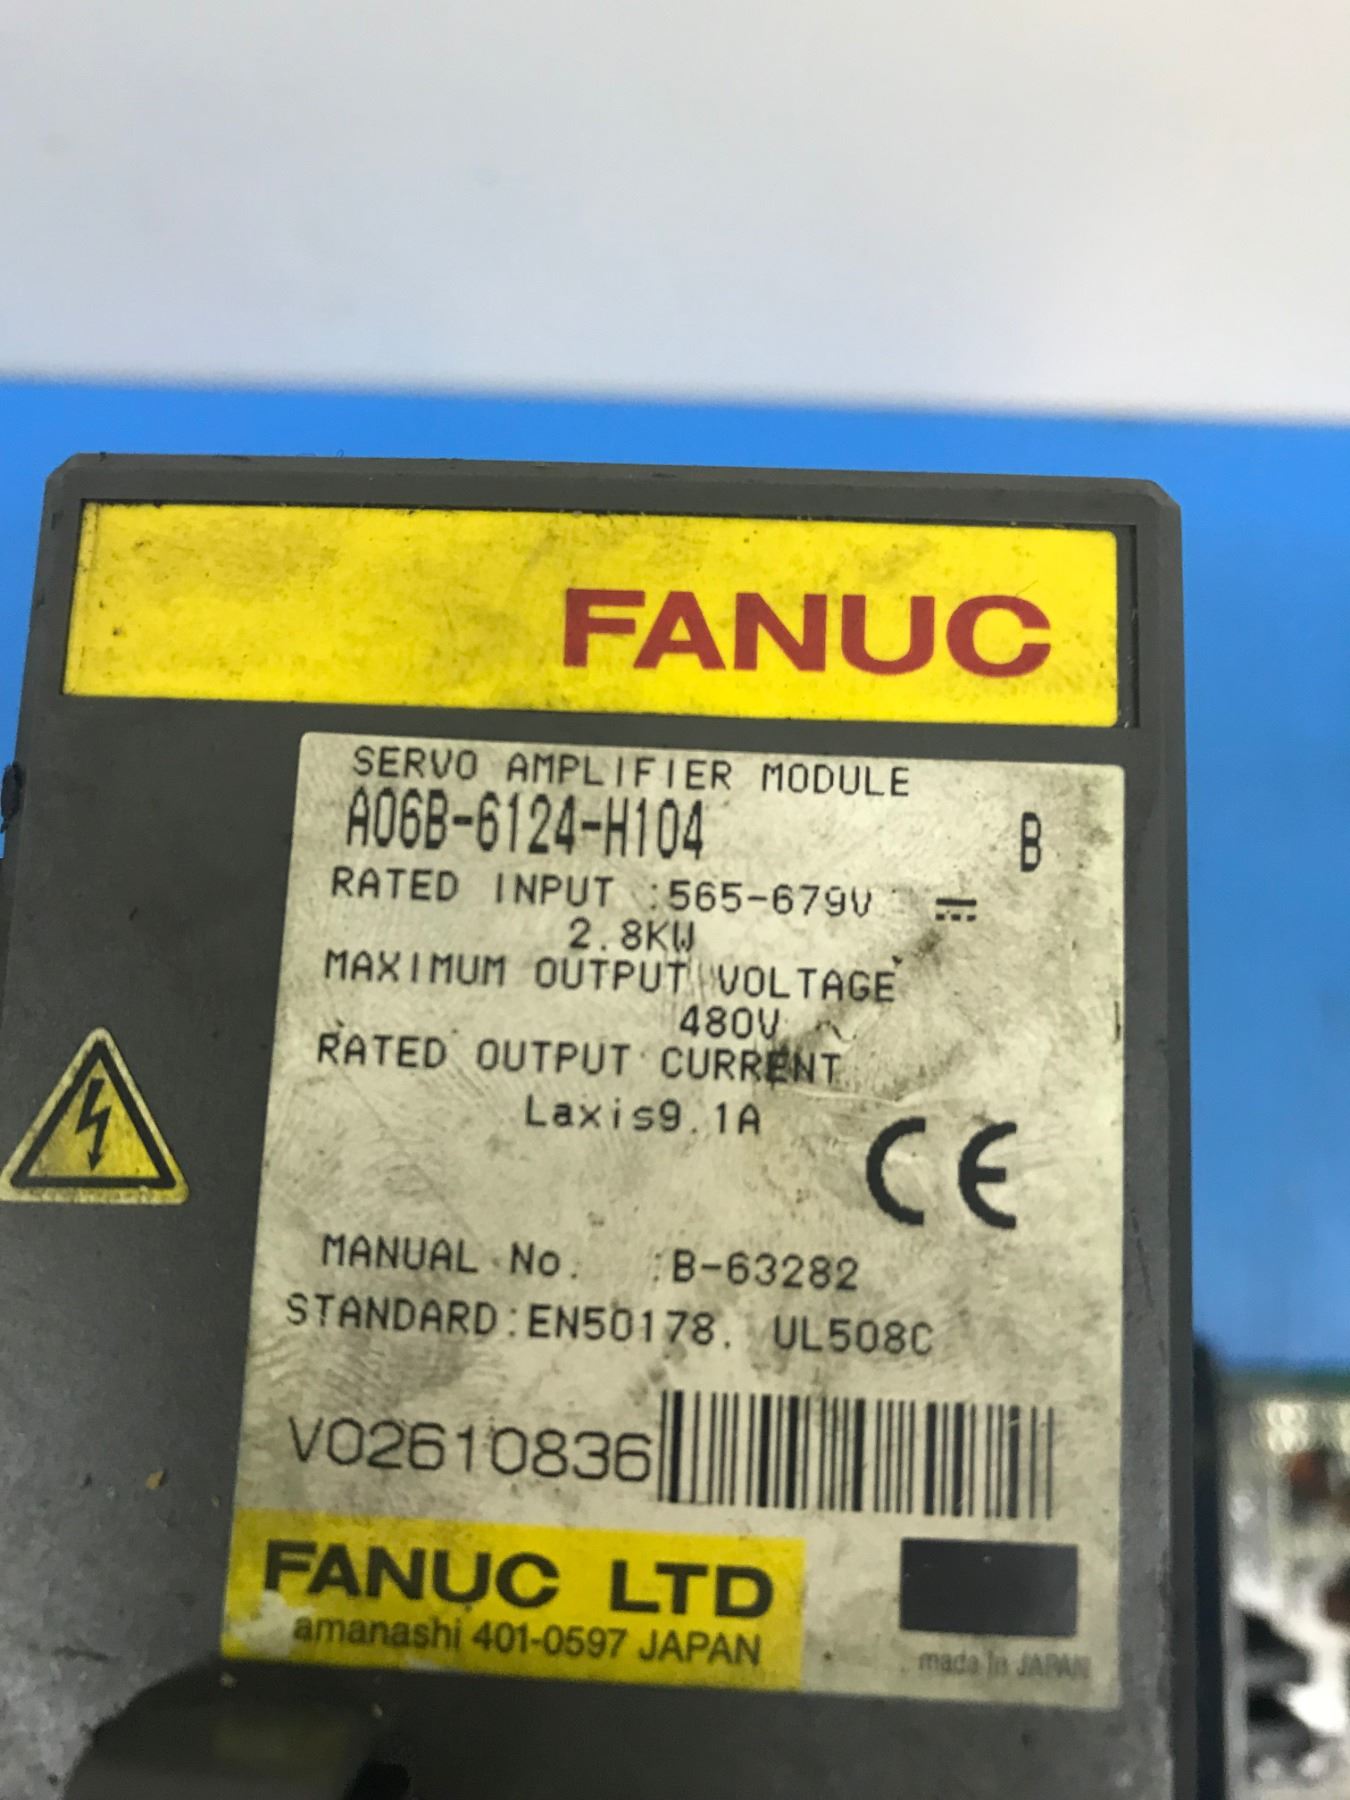 FANUC
SERVO AMPLIFIER MODULE
A06B-6124-H104 B
RATED INPUT :565-679V ⎓
2.8KW
MAXIMUM OUTPUT VOLTAGE
480V ~
RATED OUTPUT CURRENT
Laxis9.1A
CE
MANUAL No. :B-63282
STANDARD:EN50178. UL508C
V02610836
FANUC LTD
amanashi 401-0597 JAPAN
made in JAPAN